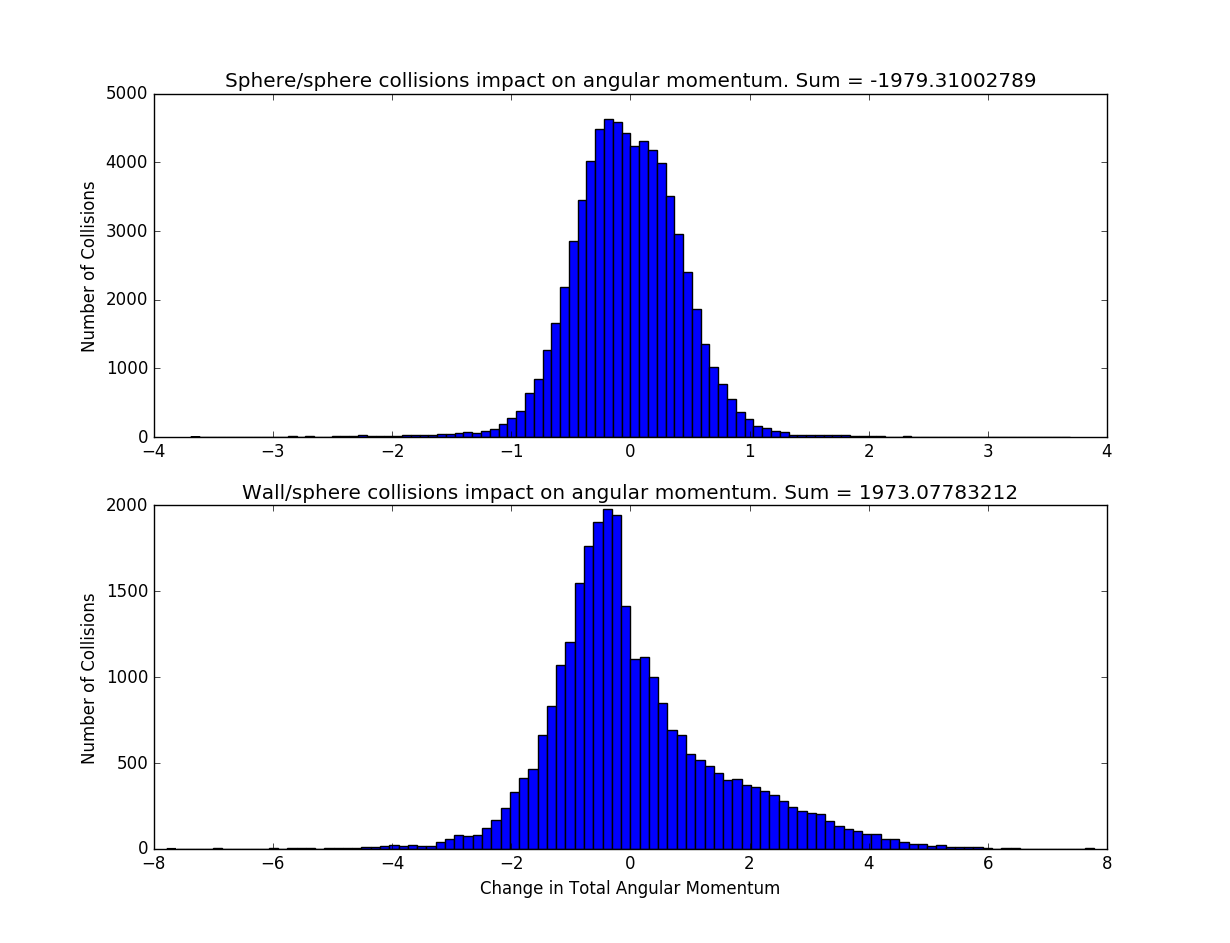 Sphere/sphere collisions impact on angular momentum. Sum = -1979.31002789
5000
4000
3000
2000
1000
0
Number of Collisions
−4 −3 −2 −1 0 1 2 3 4
Wall/sphere collisions impact on angular momentum. Sum = 1973.07783212
2000
1500
1000
500
0
Number of Collisions
−8 −6 −4 −2 0 2 4 6 8
Change in Total Angular Momentum